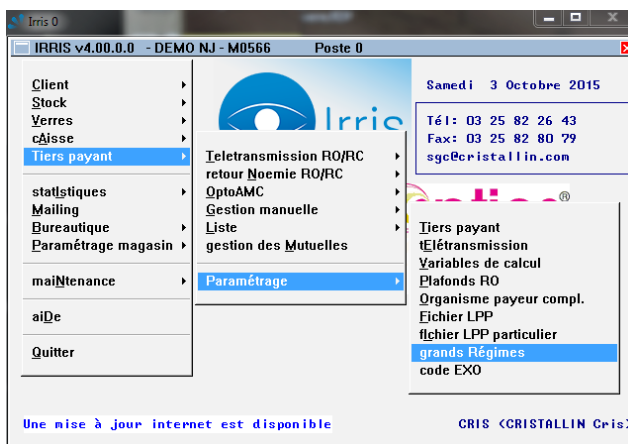 Irris 0
IRRIS v4.00.0.0 - DEMO NJ - M0566 Poste 0
Client
Stock
Verres
cAisse
Tiers payant
statIstiques
Mailing
Bureautique
Paramétrage magasin
maiNtenance
aiDe
Quitter
Irris
Teletransmission RO/RC
retour Noemie RO/RC
OptoAMC
Gestion manuelle
Liste
gestion des Mutuelles
Paramétrage
Samedi 3 Octobre 2015
Tél: 03 25 82 26 43
Fax: 03 25 82 80 79
sgc@cristallin.com
®
Tiers payant
tElétransmission
Variables de calcul
Plafonds RO
Organisme payeur compl.
Fichier LPP
fIchier LPP particulier
grands Régimes
code EXO
Une mise à jour internet est disponible
CRIS (CRISTALLIN Cris)